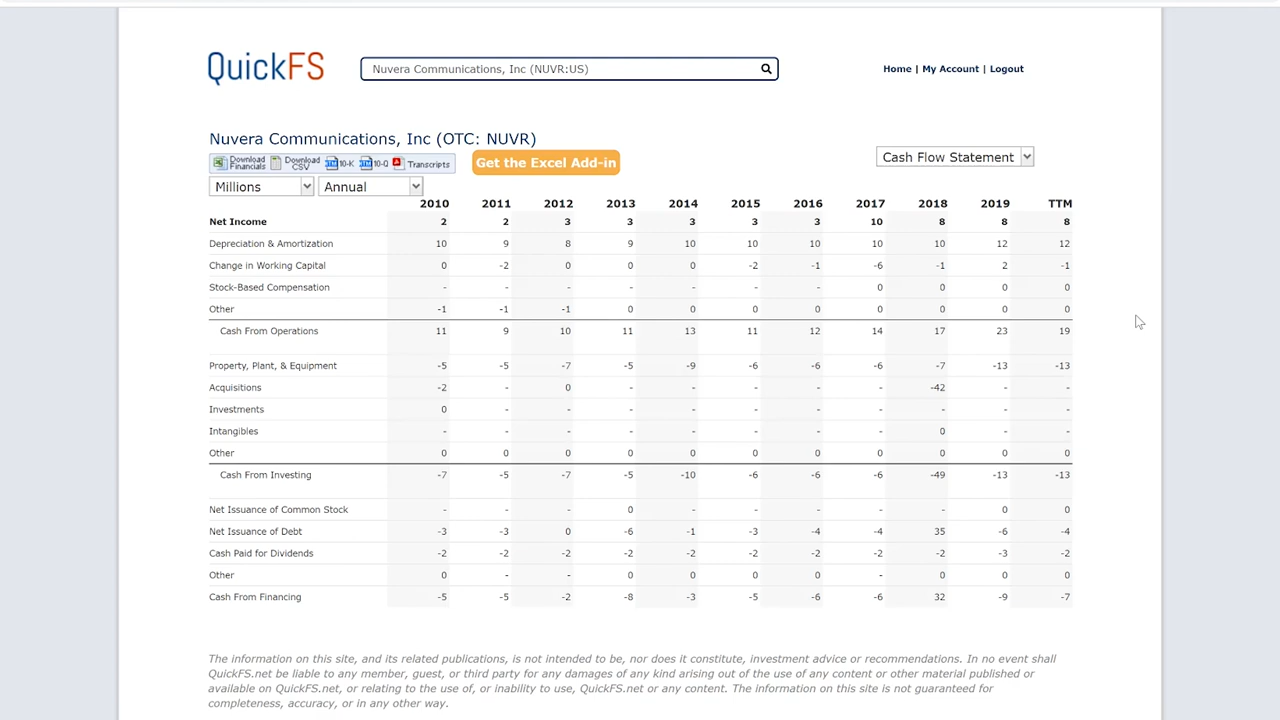 QuickFS
Nuvera Communications, Inc (NUVR:US)
Home | My Account | Logout
Nuvera Communications, Inc (OTC: NUVR)
Download Financials Download CSV 10-K 10-Q Transcripts
Get the Excel Add-in
Cash Flow Statement
Millions Annual
2010 2011 2012 2013 2014 2015 2016 2017 2018 2019 TTM
Net Income 2 2 3 3 3 3 3 10 8 8 8
Depreciation & Amortization 10 9 8 9 10 10 10 10 10 12 12
Change in Working Capital 0 -2 0 0 0 -2 -1 -6 -1 2 -1
Stock-Based Compensation - - - - - - - 0 0 0 0
Other -1 -1 -1 0 0 0 0 0 0 0 0
Cash From Operations 11 9 10 11 13 11 12 14 17 23 19
Property, Plant, & Equipment -5 -5 -7 -5 -9 -6 -6 -6 -7 -13 -13
Acquisitions -2 - 0 - - - - - -42 - -
Investments 0 - - - - - - - - - -
Intangibles - - - - - - - - 0 - -
Other 0 0 0 0 0 0 0 0 0 0 0
Cash From Investing -7 -5 -7 -5 -10 -6 -6 -6 -49 -13 -13
Net Issuance of Common Stock - - - 0 - - - - - 0 0
Net Issuance of Debt -3 -3 0 -6 -1 -3 -4 -4 35 -6 -4
Cash Paid for Dividends -2 -2 -2 -2 -2 -2 -2 -2 -2 -3 -2
Other 0 - - 0 0 0 0 - 0 0 0
Cash From Financing -5 -5 -2 -8 -3 -5 -6 -6 32 -9 -7
The information on this site, and its related publications, is not intended to be, nor does it constitute, investment advice or recommendations. In no event shall
QuickFS.net be liable to any member, guest, or third party for any damages of any kind arising out of the use of any content or other material published or
available on QuickFS.net, or relating to the use of, or inability to use, QuickFS.net or any content. The information on this site is not guaranteed for
completeness, accuracy, or in any other way.